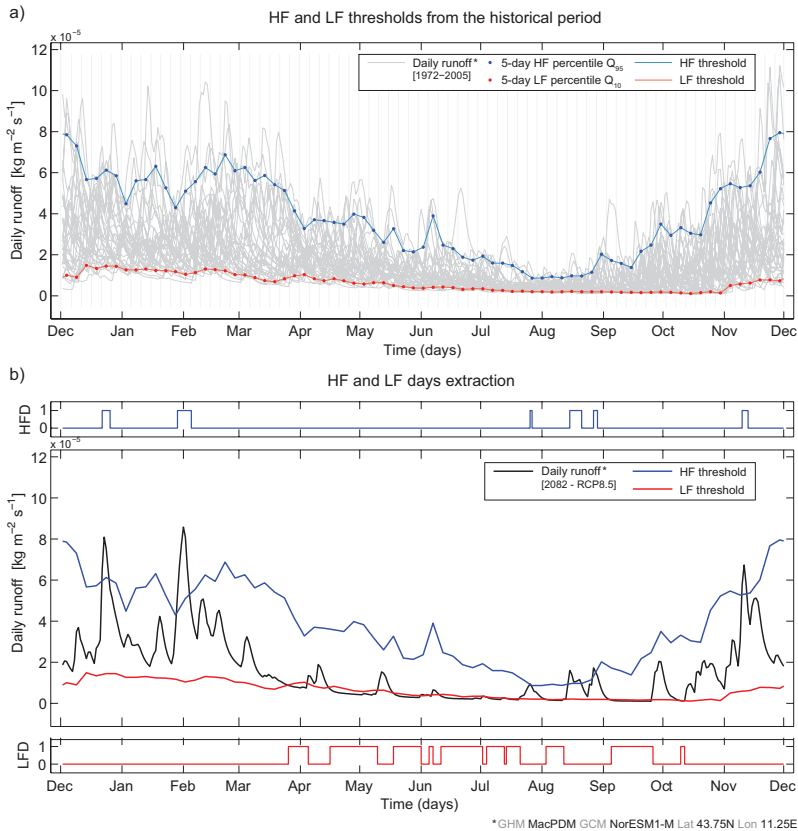 a)
HF and LF thresholds from the historical period
x 10⁻⁵
12
10
8
6
4
2
0
Daily runoff [kg m⁻² s⁻¹]
Daily runoff*
[1972−2005]
5-day HF percentile Q₉₅
5-day LF percentile Q₁₀
HF threshold
LF threshold
Dec Jan Feb Mar Apr May Jun Jul Aug Sep Oct Nov Dec
Time (days)
b)
HF and LF days extraction
HFD
1
0
x 10⁻⁵
12
10
8
6
4
2
0
Daily runoff [kg m⁻² s⁻¹]
Daily runoff*
[2082 - RCP8.5]
HF threshold
LF threshold
LFD
1
0
Dec Jan Feb Mar Apr May Jun Jul Aug Sep Oct Nov Dec
Time (days)
*GHM MacPDM GCM NorESM1-M Lat 43.75N Lon 11.25E